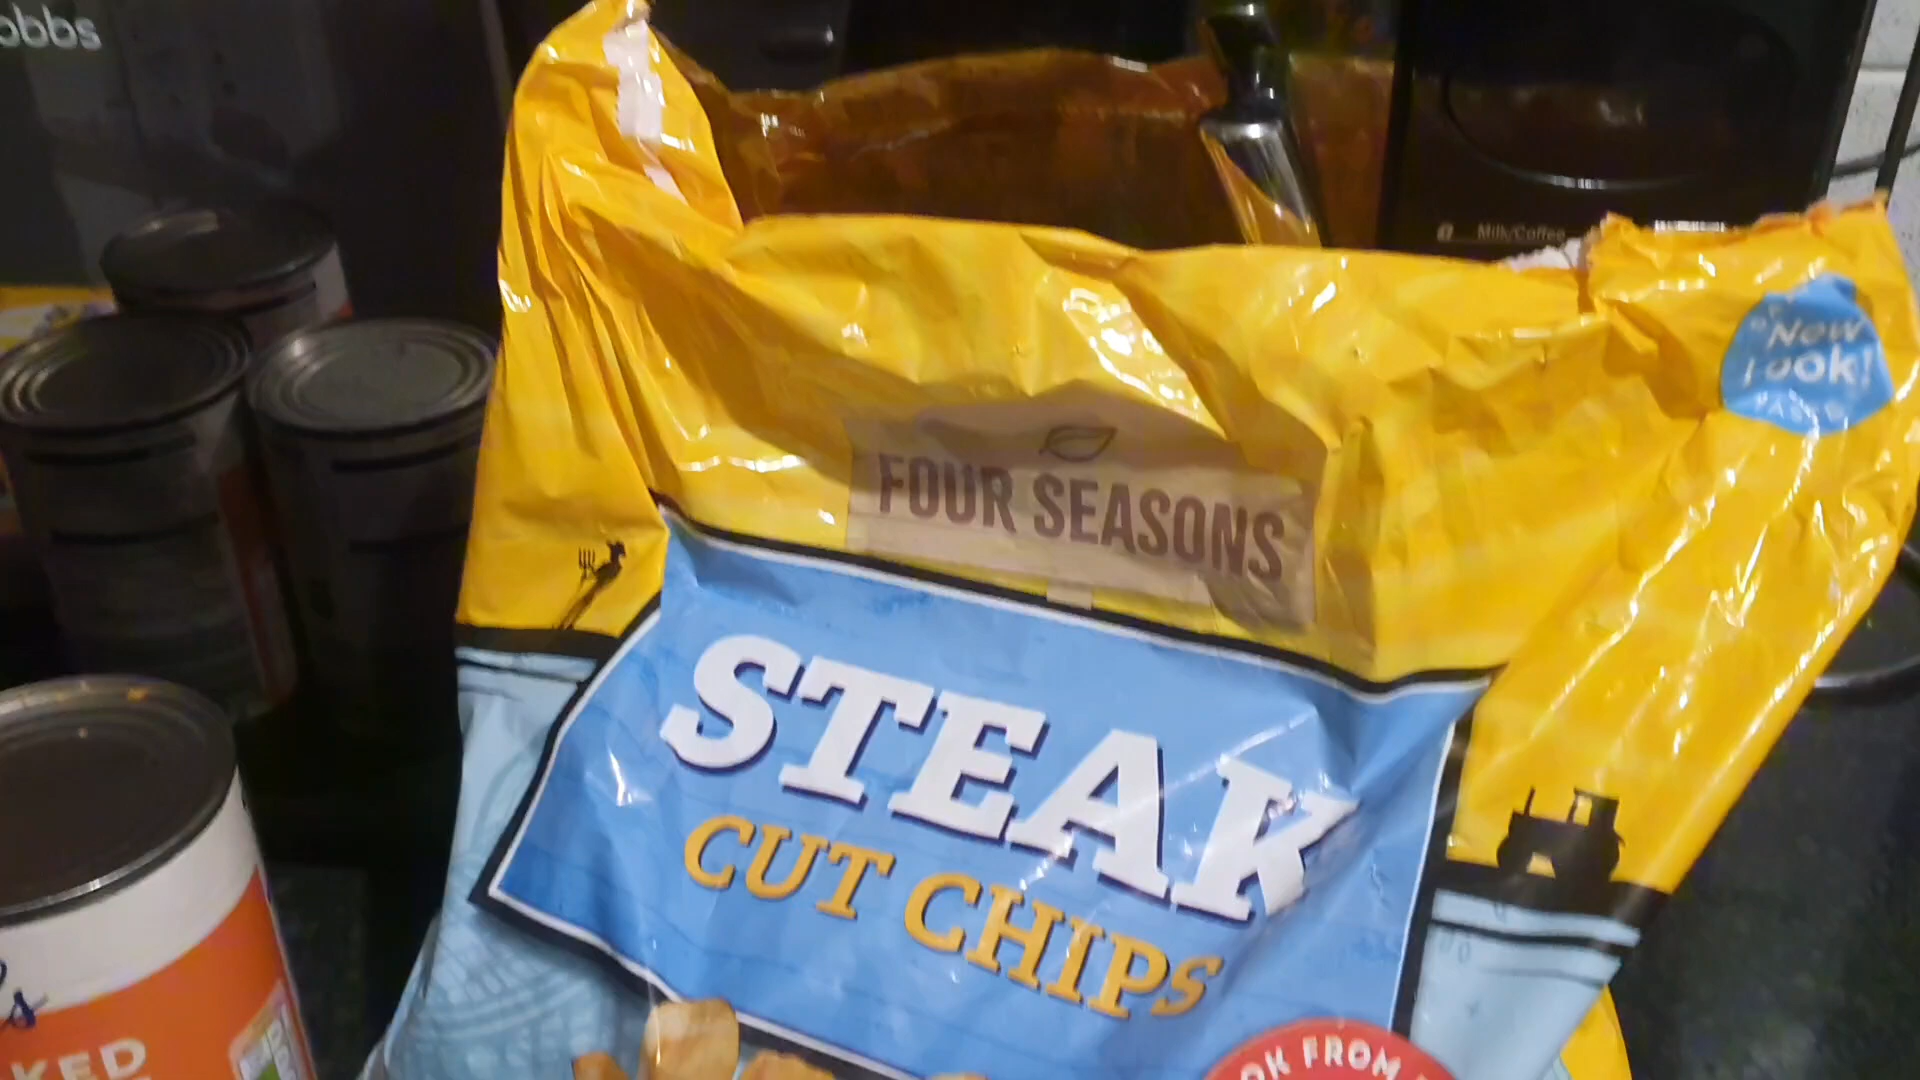 obbs
Milk/Coffee
New
Look!
FOUR SEASONS
STEAK
CUT CHIPS
OK FROM
KED